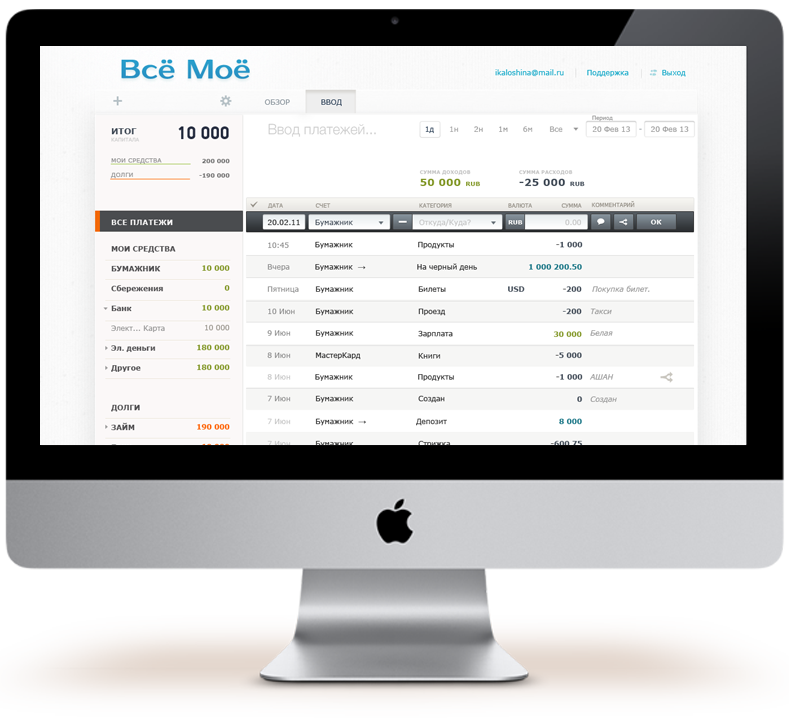 Всё Моё
ikaloshina@mail.ru Поддержка Выход
ОБЗОР ВВОД
ИТОГ 10 000
КАПИТАЛА
МОИ СРЕДСТВА 200 000
ДОЛГИ -190 000
ВСЕ ПЛАТЕЖИ
МОИ СРЕДСТВА
БУМАЖНИК 10 000
Сбережения 0
Банк 10 000
Элект... Карта 10 000
Эл. деньги 180 000
Другое 180 000
ДОЛГИ
ЗАЙМ 190 000
Ввод платежей...
1д 1н 2н 1м 6м Все
Период
20 Фев 13 - 20 Фев 13
СУММА ДОХОДОВ СУММА РАСХОДОВ
50 000 RUB -25 000 RUB
ДАТА СЧЕТ КАТЕГОРИЯ ВАЛЮТА СУММА КОММЕНТАРИЙ
20.02.11 Бумажник Откуда/Куда? RUB 0.00 OK
10:45 Бумажник Продукты -1 000
Вчера Бумажник → На черный день 1 000 200.50
Пятница Бумажник Билеты USD -200 Покупка билет.
10 Июн Бумажник Проезд -200 Такси
9 Июн Бумажник Зарплата 30 000 Белая
8 Июн МастерКард Книги -5 000
8 Июн Бумажник Продукты -1 000 АШАН
7 Июн Бумажник Создан 0 Создан
7 Июн Бумажник → Депозит 8 000
7 Июн Бумажник Стрижка -600.75